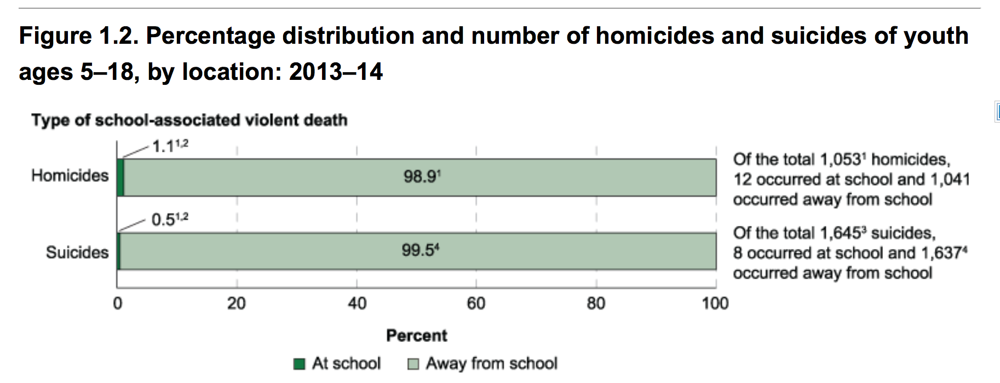 Figure 1.2. Percentage distribution and number of homicides and suicides of youth
ages 5–18, by location: 2013–14
Type of school-associated violent death
1.1¹,²
Homicides
98.9¹
Of the total 1,053¹ homicides,
12 occurred at school and 1,041
occurred away from school
0.5¹,²
Suicides
99.5⁴
Of the total 1,645³ suicides,
8 occurred at school and 1,637⁴
occurred away from school
0 20 40 60 80 100
Percent
At school Away from school